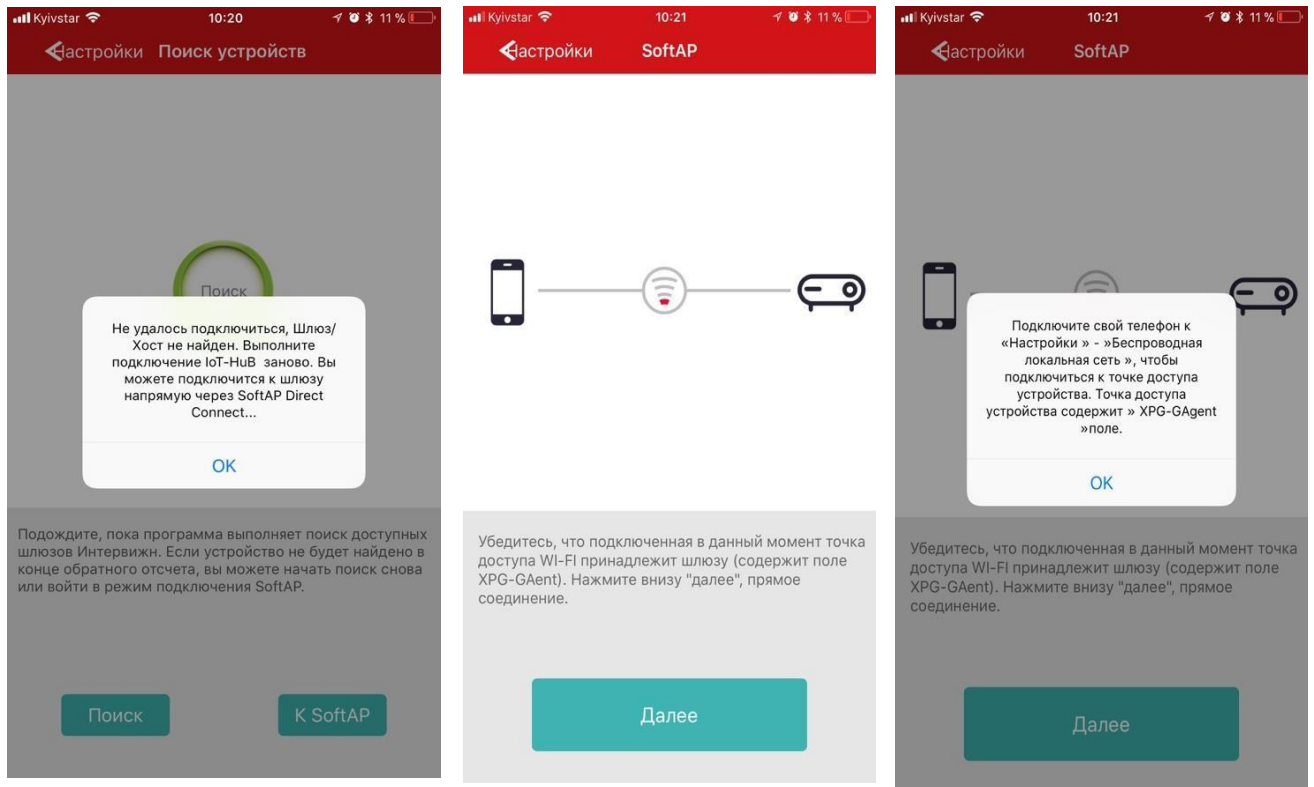 Kyivstar 10:20 11 %
Настройки Поиск устройств
Поиск
Не удалось подключиться, Шлюз/
Хост не найден. Выполните
подключение IoT-HuB заново. Вы
можете подключится к шлюзу
напрямую через SoftAP Direct
Connect...
OK
Подождите, пока программа выполняет поиск доступных
шлюзов Интервижн. Если устройство не будет найдено в
конце обратного отсчета, вы можете начать поиск снова
или войти в режим подключения SoftAP.
Поиск К SoftAP
Kyivstar 10:21 11 %
Настройки SoftAP
Убедитесь, что подключенная в данный момент точка
доступа WI-FI принадлежит шлюзу (содержит поле
XPG-GAent). Нажмите внизу "далее", прямое
соединение.
Далее
Kyivstar 10:21 11 %
Настройки SoftAP
Подключите свой телефон к
«Настройки » - »Беспроводная
локальная сеть », чтобы
подключиться к точке доступа
устройства. Точка доступа
устройства содержит » XPG-GAgent
»поле.
OK
Убедитесь, что подключенная в данный момент точка
доступа WI-FI принадлежит шлюзу (содержит поле
XPG-GAent). Нажмите внизу "далее", прямое
соединение.
Далее